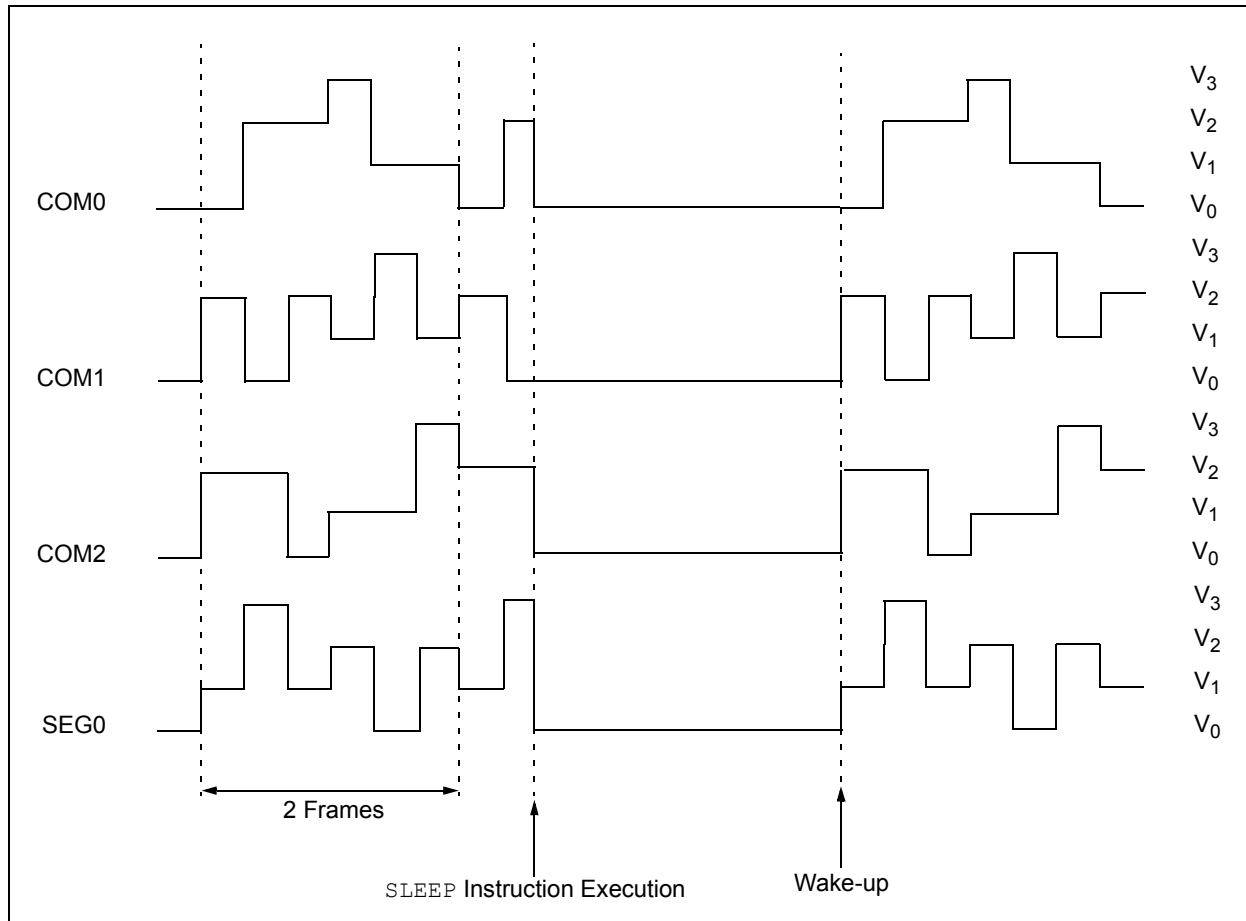 V3
V2
V1
COM0
V0
V3
V2
V1
COM1
V0
V3
V2
V1
COM2
V0
V3
V2
V1
SEG0
V0
2 Frames
SLEEP Instruction Execution
Wake-up